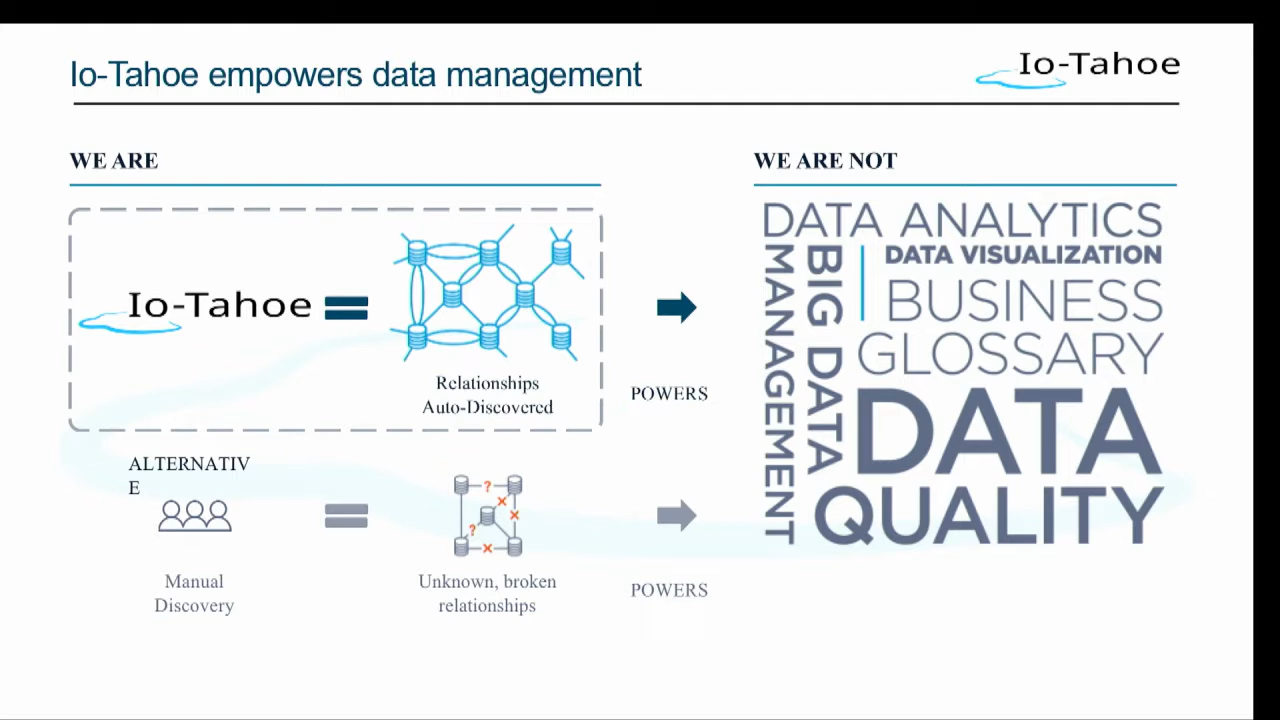 Io-Tahoe empowers data management
Io-Tahoe
WE ARE
WE ARE NOT
Io-Tahoe
Relationships
Auto-Discovered
POWERS
DATA ANALYTICS
MANAGEMENT
BIG DATA
DATA VISUALIZATION
BUSINESS
GLOSSARY
DATA
QUALITY
ALTERNATIV
E
? 
?
Manual
Discovery
Unknown, broken
relationships
POWERS